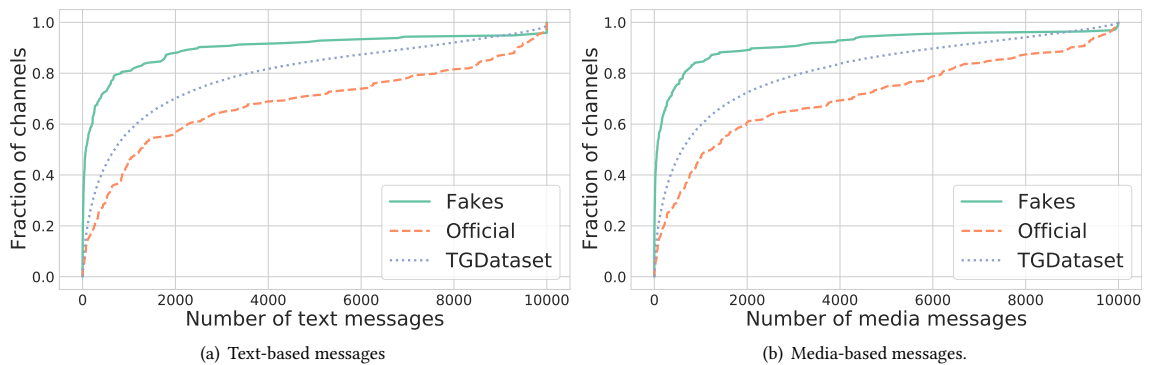 Fraction of channels
1.0
0.8
0.6
0.4
0.2
0.0
Fakes
Official
TGDataset
0 2000 4000 6000 8000 10000
Number of text messages
(a) Text-based messages
Fraction of channels
1.0
0.8
0.6
0.4
0.2
0.0
Fakes
Official
TGDataset
0 2000 4000 6000 8000 10000
Number of media messages
(b) Media-based messages.